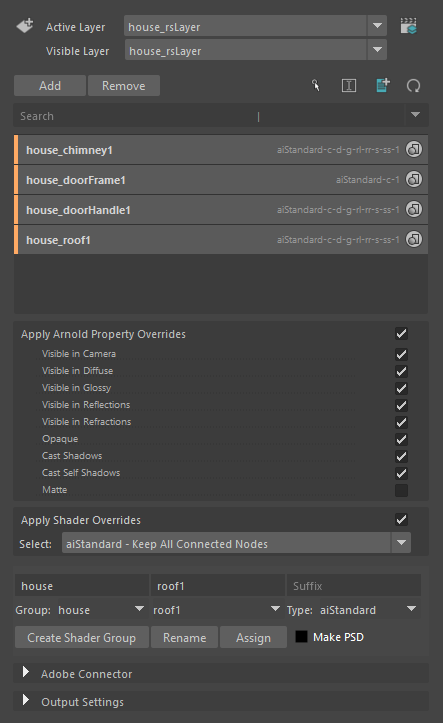 Active Layer house_rsLayer
Visible Layer house_rsLayer
Add Remove
Search
house_chimney1 aiStandard-c-d-g-rl-rr-s-ss-1
house_doorFrame1 aiStandard-c-1
house_doorHandle1 aiStandard-c-d-g-rl-rr-s-ss-1
house_roof1 aiStandard-c-d-g-rl-rr-s-ss-1
Apply Arnold Property Overrides
Visible in Camera
Visible in Diffuse
Visible in Glossy
Visible in Reflections
Visible in Refractions
Opaque
Cast Shadows
Cast Self Shadows
Matte
Apply Shader Overrides
Select: aiStandard - Keep All Connected Nodes
house roof1 Suffix
Group: house roof1 Type: aiStandard
Create Shader Group Rename Assign Make PSD
Adobe Connector
Output Settings